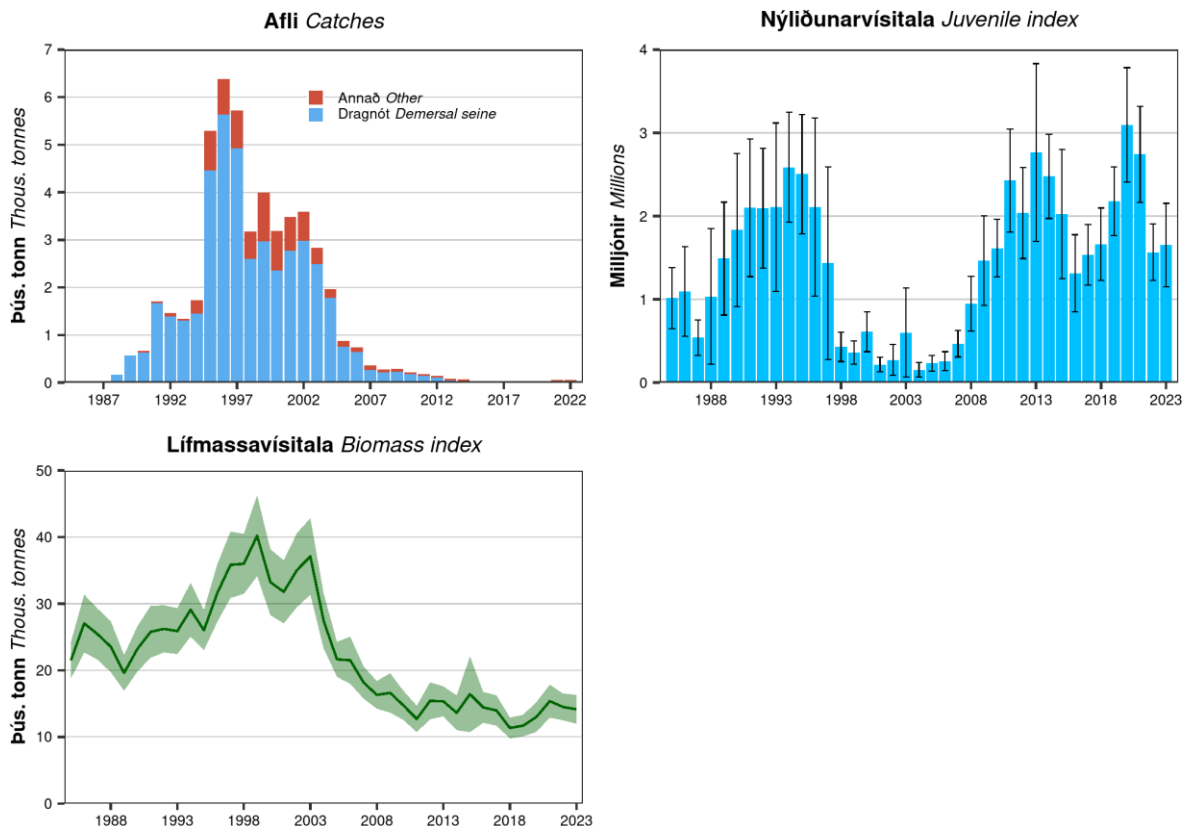 Afli Catches
Þús. tonn Thous. tonnes
7
6
5
4
3
2
1
0
Annað Other
Dragnót Demersal seine
1987 1992 1997 2002 2007 2012 2017 2022
Nýliðunarvísitala Juvenile index
Milljónir Millions
4
3
2
1
0
1988 1993 1998 2003 2008 2013 2018 2023
Lífmassavísitala Biomass index
Þús. tonn Thous. tonnes
50
40
30
20
10
0
1988 1993 1998 2003 2008 2013 2018 2023